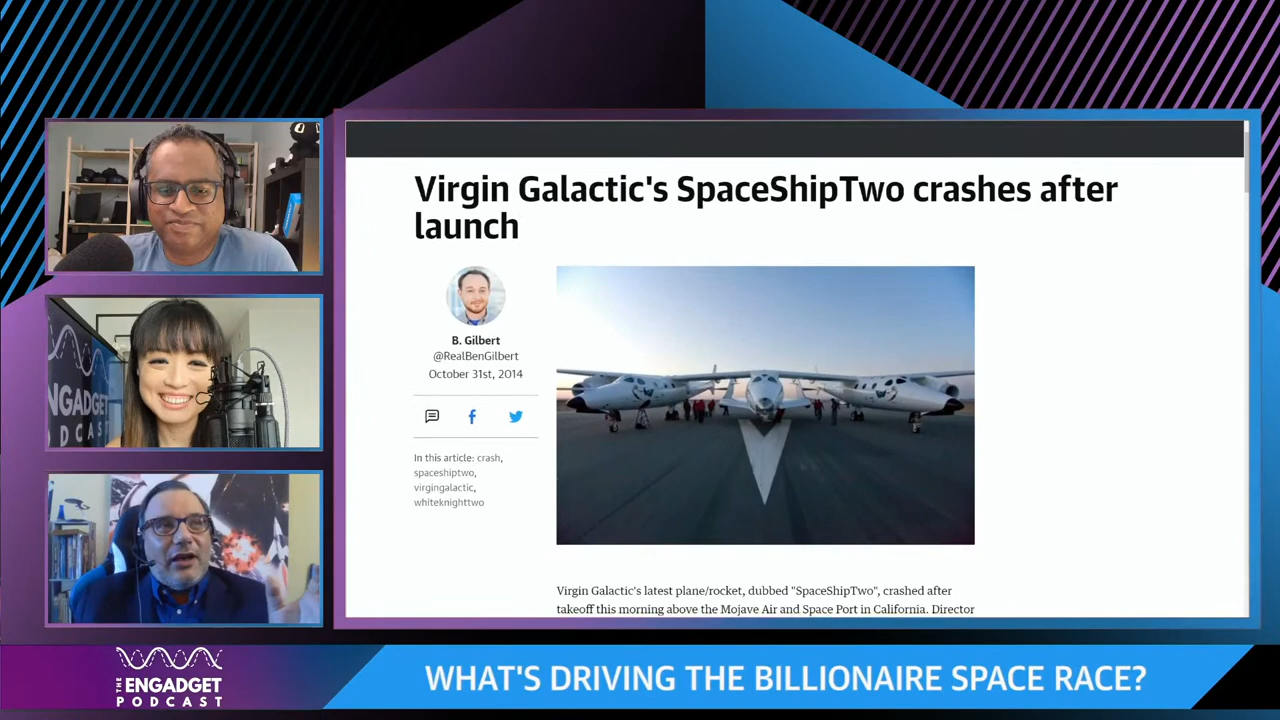 Virgin Galactic's SpaceShipTwo crashes after
launch
B. Gilbert
@RealBenGilbert
October 31st, 2014
In this article: crash,
spaceshiptwo,
virgingalactic,
whiteknighttwo
Virgin Galactic's latest plane/rocket, dubbed "SpaceShipTwo", crashed after
takeoff this morning above the Mojave Air and Space Port in California. Director
NGADG
PODCAS
THE
ENGADGET
PODCAST
WHAT'S DRIVING THE BILLIONAIRE SPACE RACE?